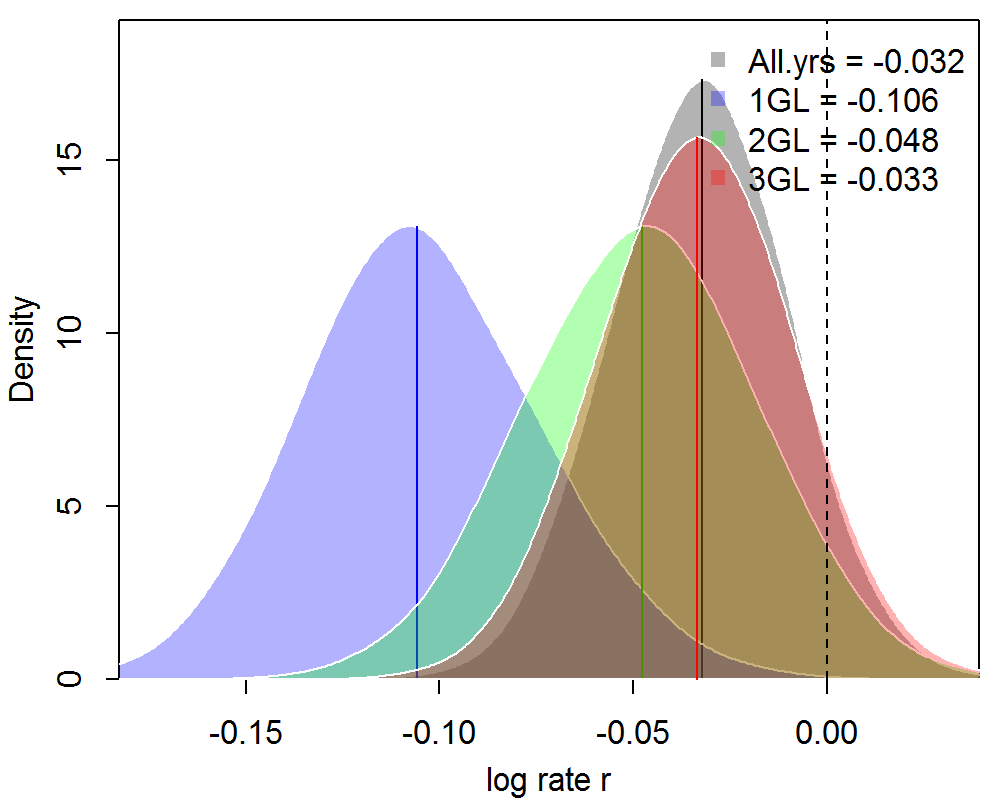 All.yrs = -0.032
1GL = -0.106
2GL = -0.048
3GL = -0.033
15
10
5
0
Density
-0.15 -0.10 -0.05 0.00
log rate r